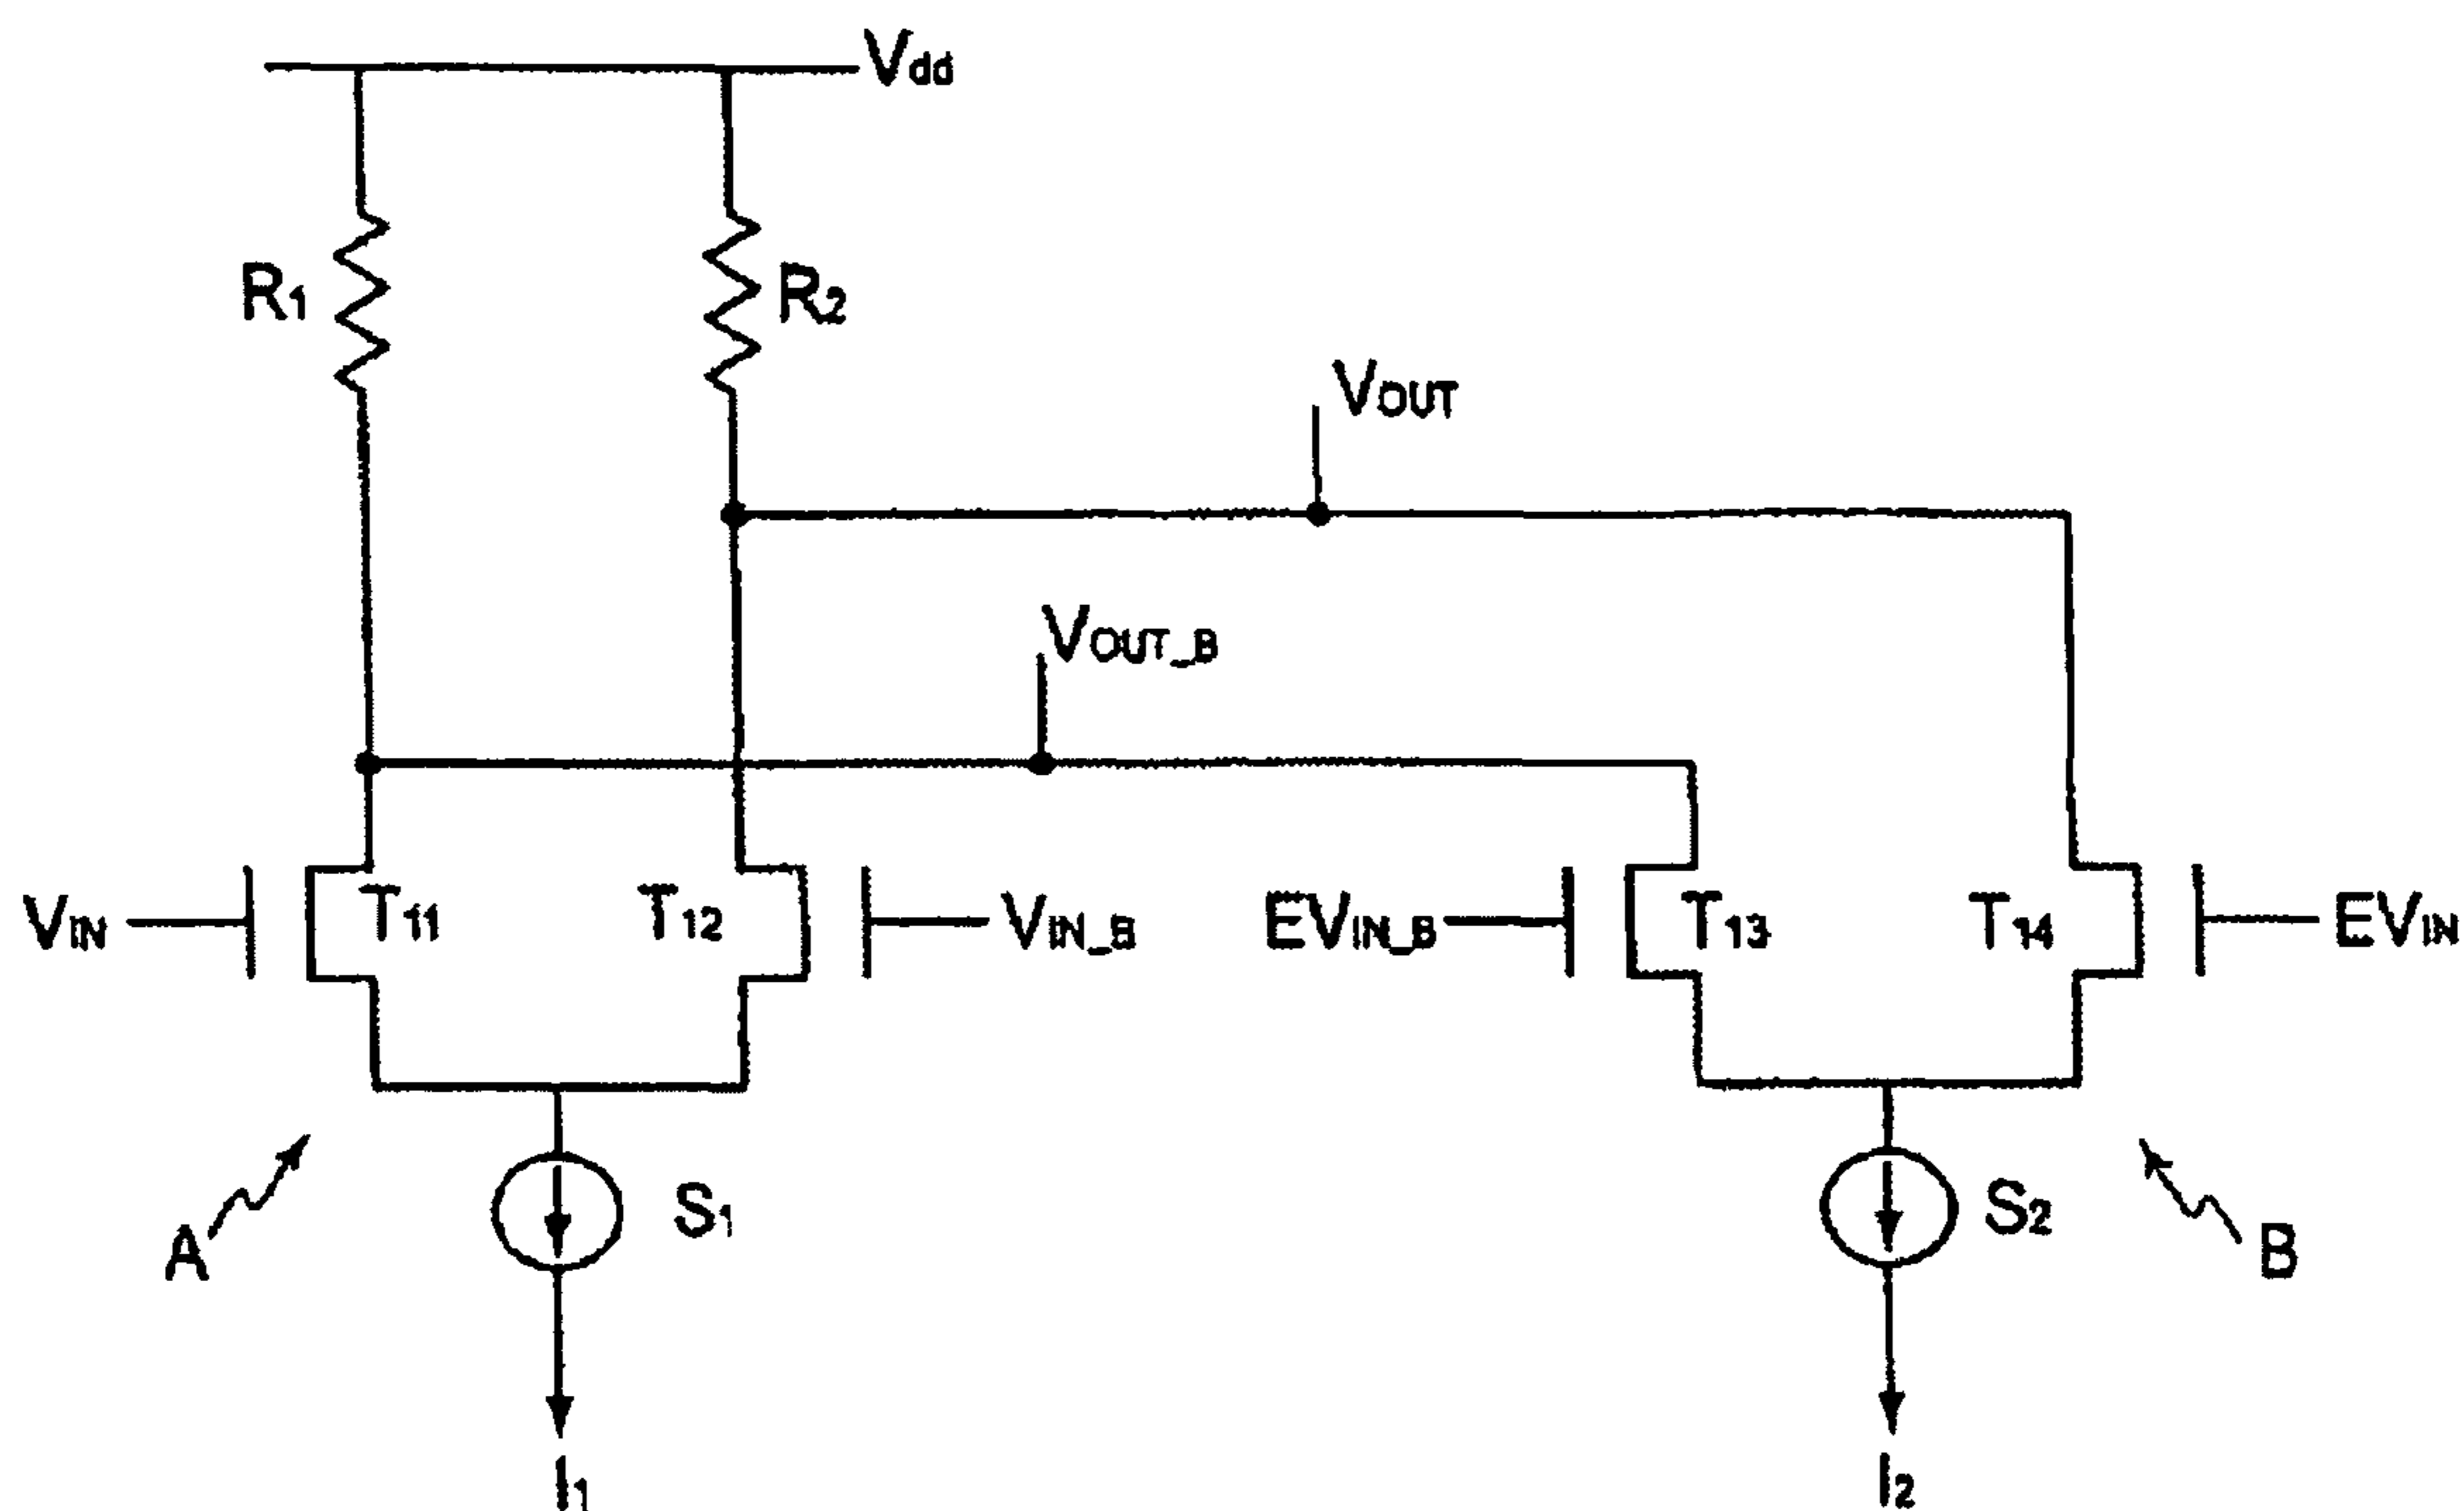 Vdd
R1
R2
VOUT
VOUT_B
VIN
T11
T12
VIN_B
EVIN_B
T13
T14
EVIN
A
S1
S2
B
I1
I2